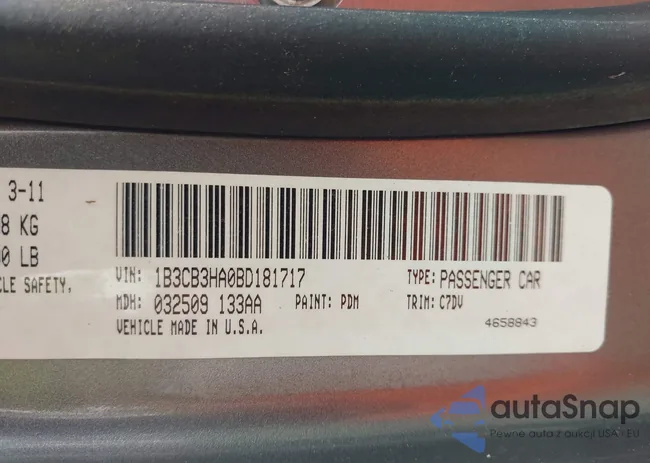 3-11
8 KG
0 LB
CLE SAFETY.
VIN: 1B3CB3HA0BD181717
TYPE: PASSENGER CAR
MDH: 032509 133AA
PAINT: PDM
TRIM: C7DV
VEHICLE MADE IN U.S.A.
4658843
autaSnap
Pewne auta z aukcji USA i EU